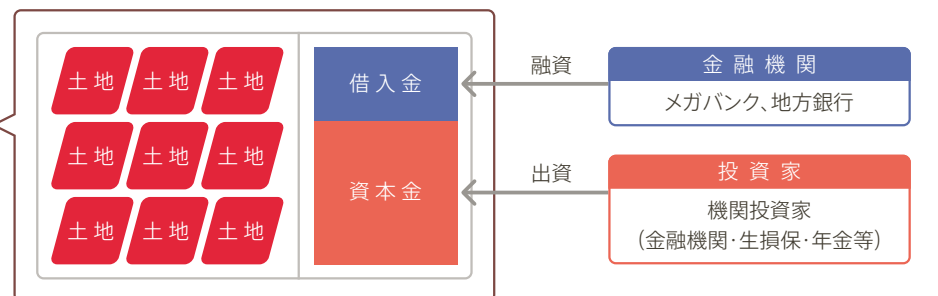 土地 土地 土地
土地 土地 土地
土地 土地 土地
借入金
資本金
融資
出資
金融機関
メガバンク、地方銀行
投資家
機関投資家
(金融機関・生損保・年金等)